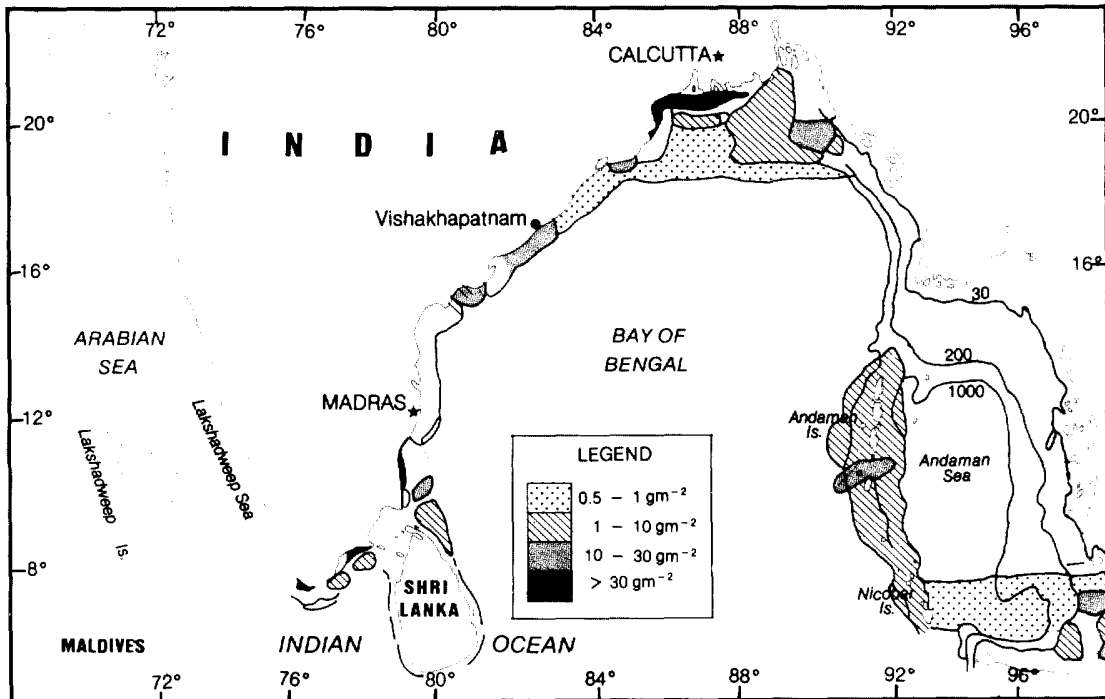 72° 76° 80° 84° 88° 92° 96°
CALCUTTA
20° 20°
INDIA
Vishakhapatnam
16° 16°
30
ARABIAN SEA
BAY OF BENGAL
200
1000
MADRAS
12° 12°
Lakshadweep Is.
Lakshadweep Sea
Andaman Is.
Andaman Sea
LEGEND
0.5 – 1 gm⁻²
1 – 10 gm⁻²
10 – 30 gm⁻²
> 30 gm⁻²
8° 8°
SHRI LANKA
Nicobar Is.
MALDIVES
INDIAN OCEAN
72° 76° 80° 84° 88° 92° 96°